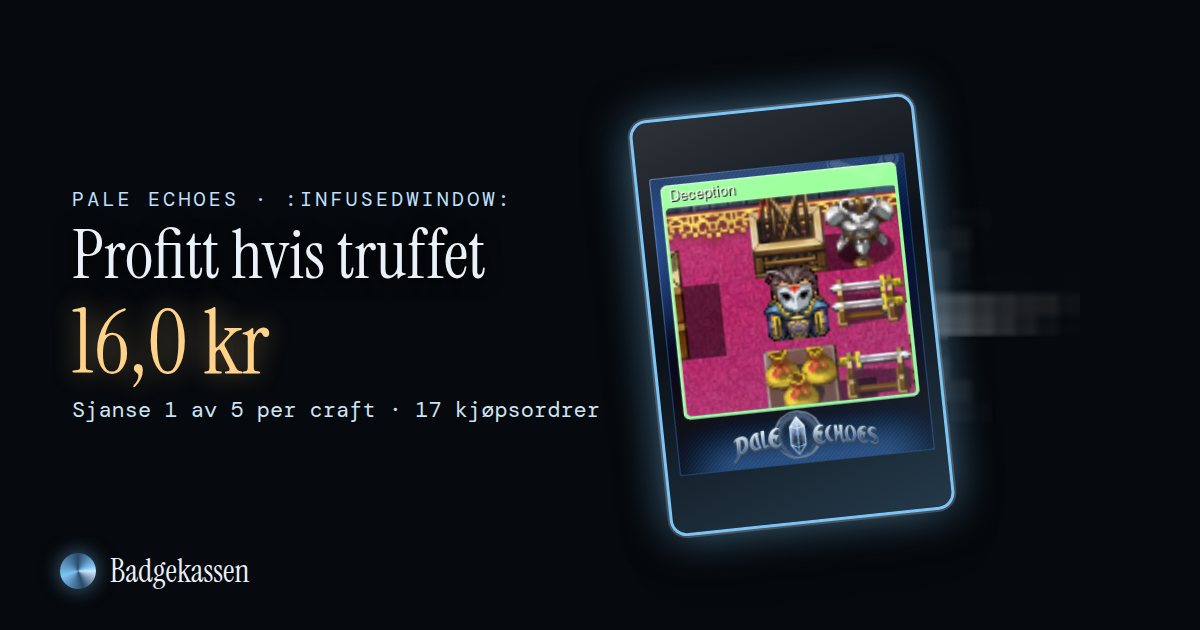 PALE ECHOES · :INFUSEDWINDOW:
Profitt hvis truffet
16,0 kr
Sjanse 1 av 5 per craft · 17 kjøpsordrer
Deception
PALE ECHOES
Badgekassen